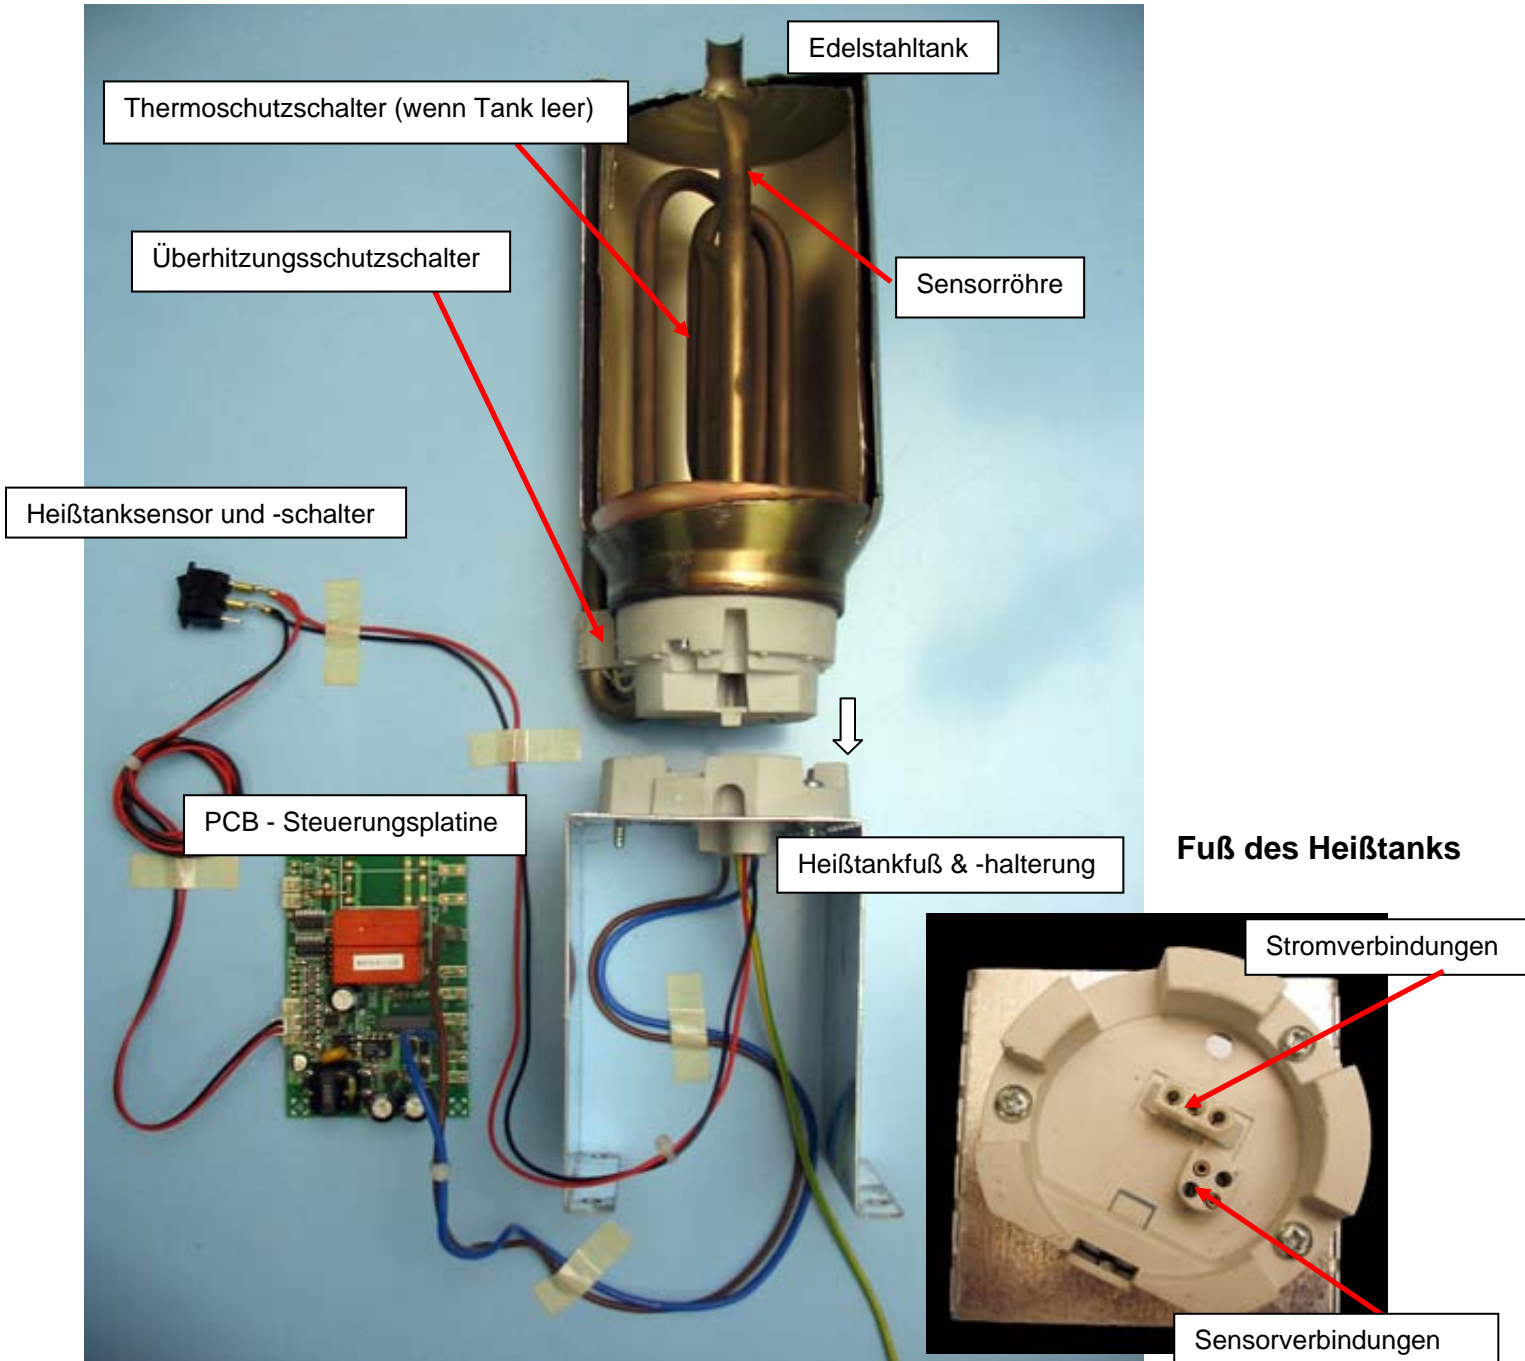 Edelstahltank
Thermoschutzschalter (wenn Tank leer)
Überhitzungsschutzschalter
Sensorröhre
Heißtanksensor und -schalter
PCB - Steuerungsplatine
Heißtankfuß & -halterung
Fuß des Heißtanks
Stromverbindungen
Sensorverbindungen